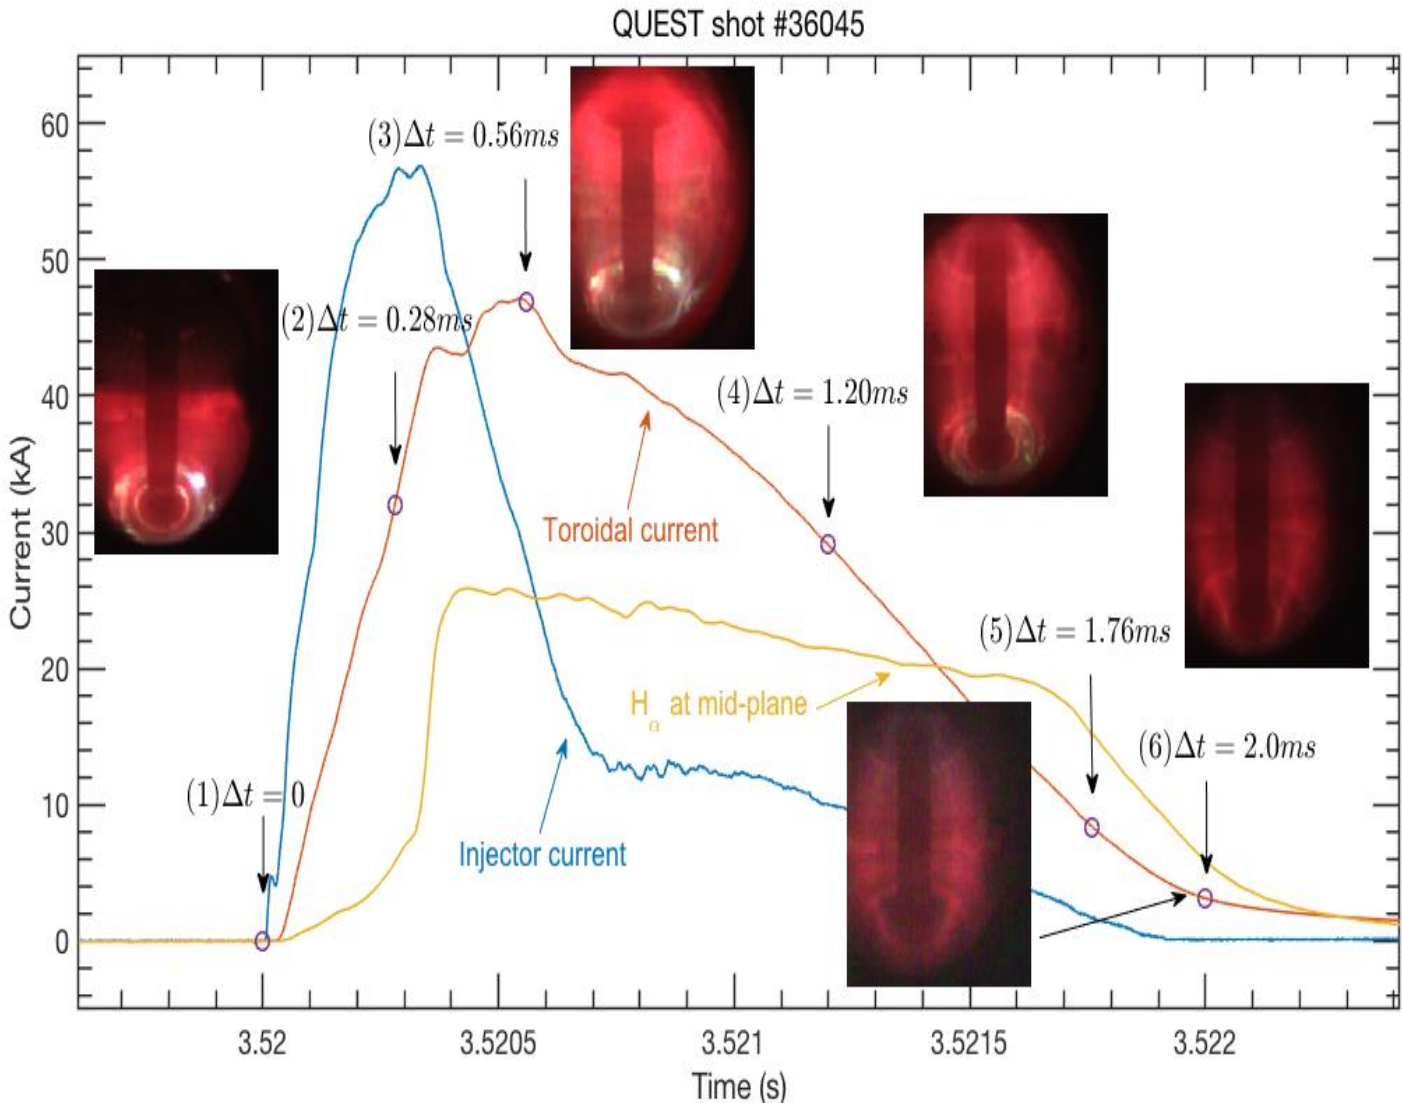 QUEST shot #36045
60
50
40
30
20
10
0
Current (kA)
(3)Δt = 0.56ms
(2)Δt = 0.28ms
(4)Δt = 1.20ms
Toroidal current
(5)Δt = 1.76ms
Hα at mid-plane
(6)Δt = 2.0ms
(1)Δt = 0
Injector current
3.52
3.5205
3.521
3.5215
3.522
Time (s)